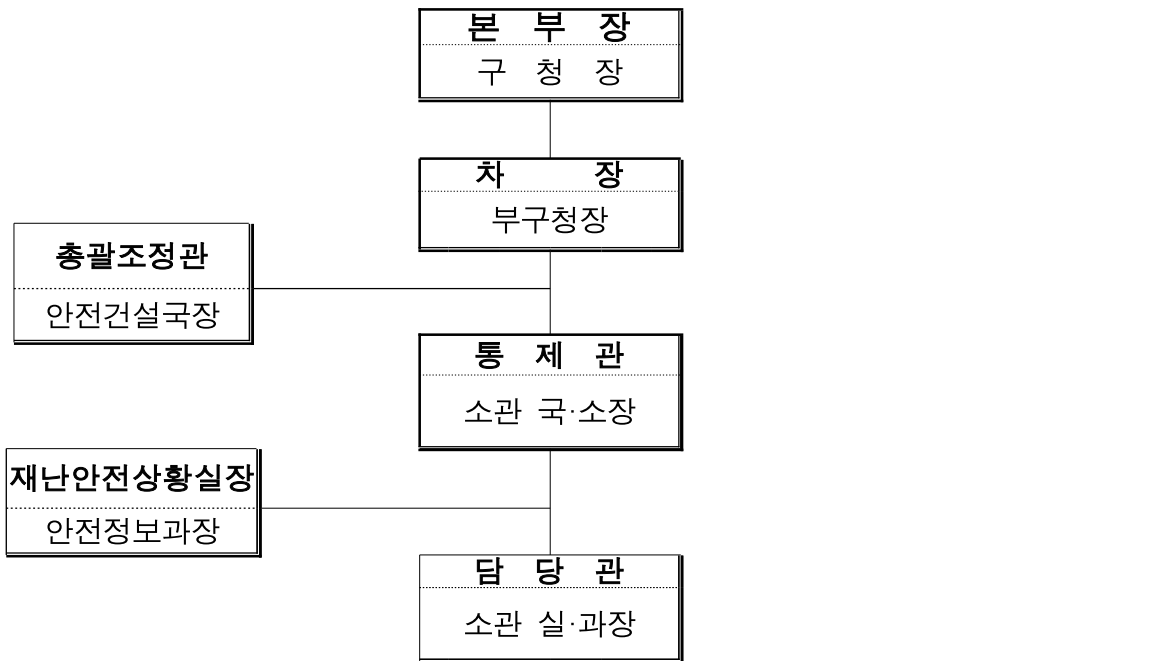 본 부 장
구 청 장
차 장
부구청장
총괄조정관
안전건설국장
통 제 관
소관 국·소장
재난안전상황실장
안전정보과장
담 당 관
소관 실·과장